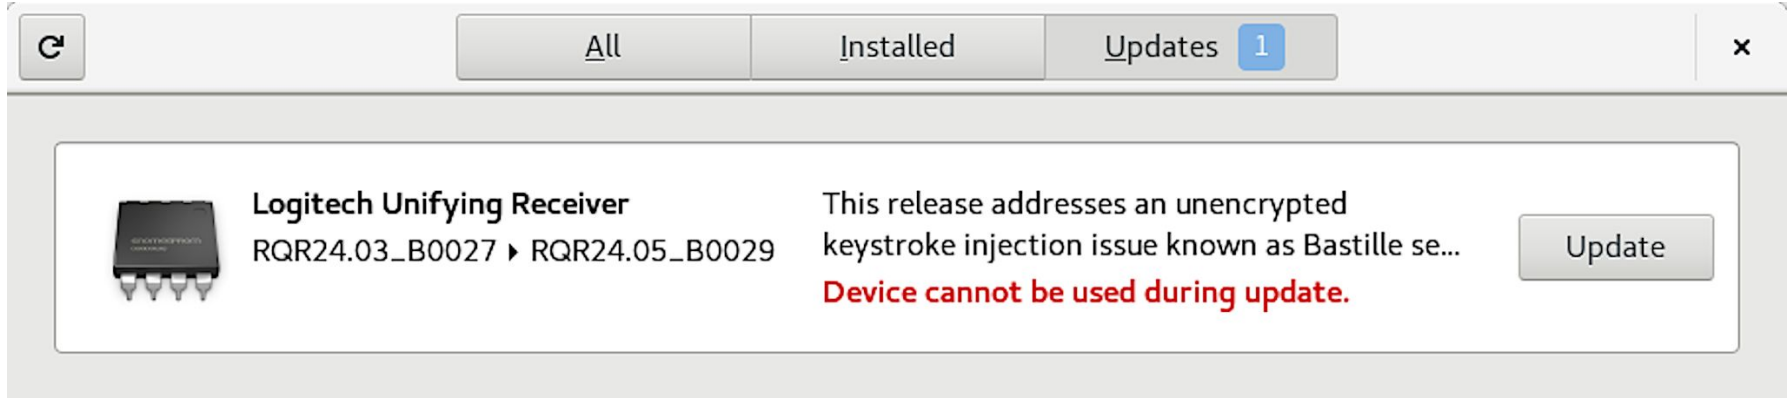 All
Installed
Updates 1
Logitech Unifying Receiver
RQR24.03_B0027 ▸ RQR24.05_B0029
This release addresses an unencrypted
keystroke injection issue known as Bastille se...
Device cannot be used during update.
Update